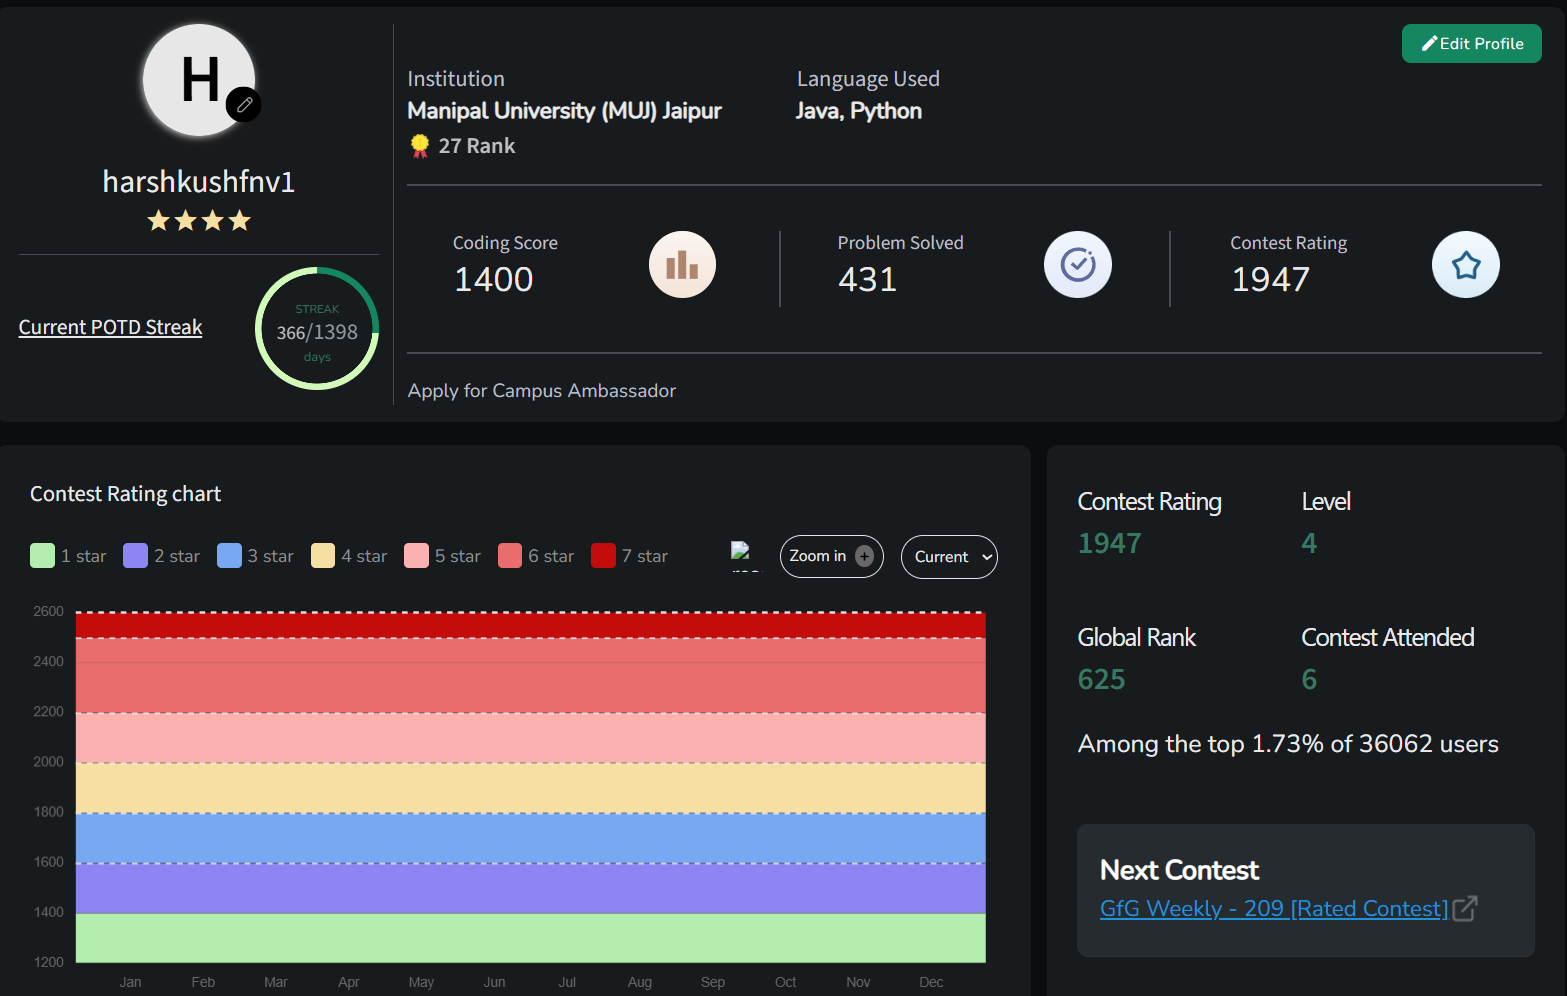 H
harshkushfnv1
Current POTD Streak
STREAK
366/1398
days
Edit Profile
Institution
Manipal University (MUJ) Jaipur
27 Rank
Language Used
Java, Python
Coding Score
1400
Problem Solved
431
Contest Rating
1947
Apply for Campus Ambassador
Contest Rating chart
1 star 2 star 3 star 4 star 5 star 6 star 7 star
Zoom in +
Current
2600
2400
2200
2000
1800
1600
1400
1200
Jan Feb Mar Apr May Jun Jul Aug Sep Oct Nov Dec
Contest Rating
1947
Level
4
Global Rank
625
Contest Attended
6
Among the top 1.73% of 36062 users
Next Contest
GfG Weekly - 209 [Rated Contest]